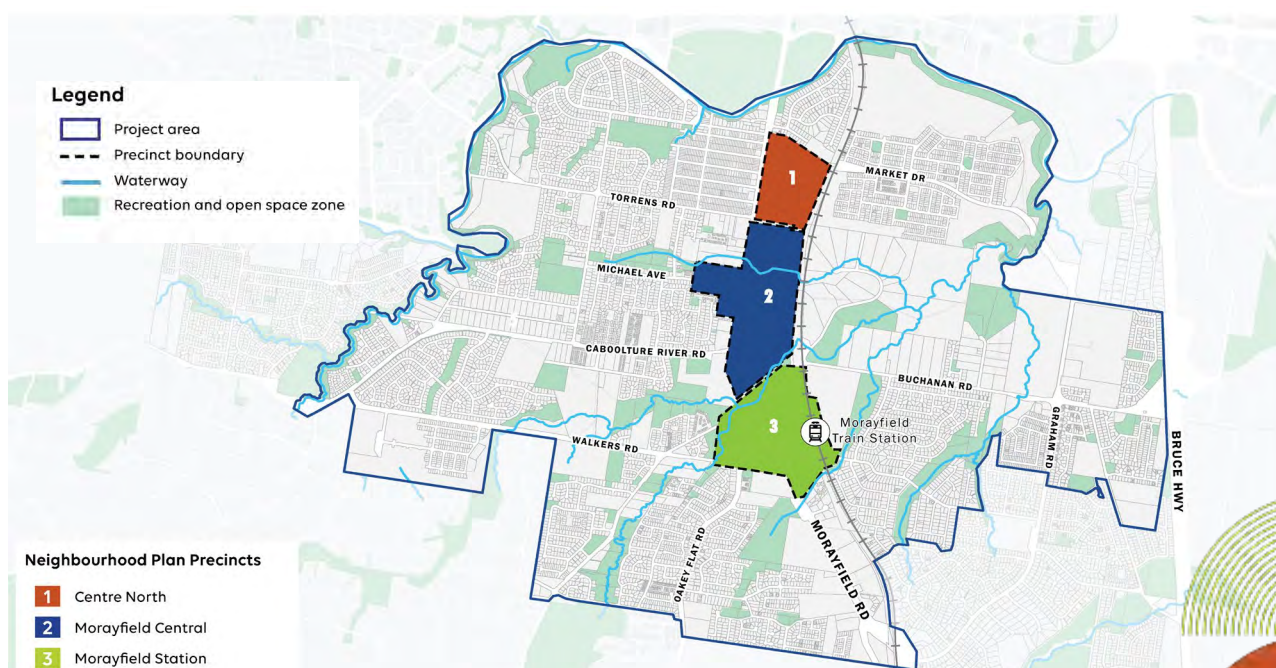 Legend
Project area
Precinct boundary
Waterway
Recreation and open space zone
1
MARKET DR
TORRENS RD
MICHAEL AVE
2
CABOOLTURE RIVER RD
BUCHANAN RD
3
Morayfield
Train Station
GRAHAM RD
WALKERS RD
BRUCE HWY
OAKEY FLAT RD
MORAYFIELD RD
Neighbourhood Plan Precincts
1 Centre North
2 Morayfield Central
3 Morayfield Station